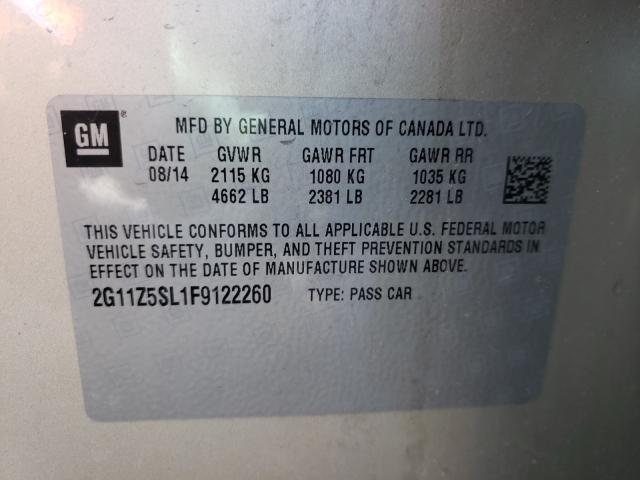 GM
MFD BY GENERAL MOTORS OF CANADA LTD.
DATE GVWR GAWR FRT GAWR RR
08/14 2115 KG 1080 KG 1035 KG
4662 LB 2381 LB 2281 LB
THIS VEHICLE CONFORMS TO ALL APPLICABLE U.S. FEDERAL MOTOR
VEHICLE SAFETY, BUMPER, AND THEFT PREVENTION STANDARDS IN
EFFECT ON THE DATE OF MANUFACTURE SHOWN ABOVE.
2G11Z5SL1F9122260 TYPE: PASS CAR